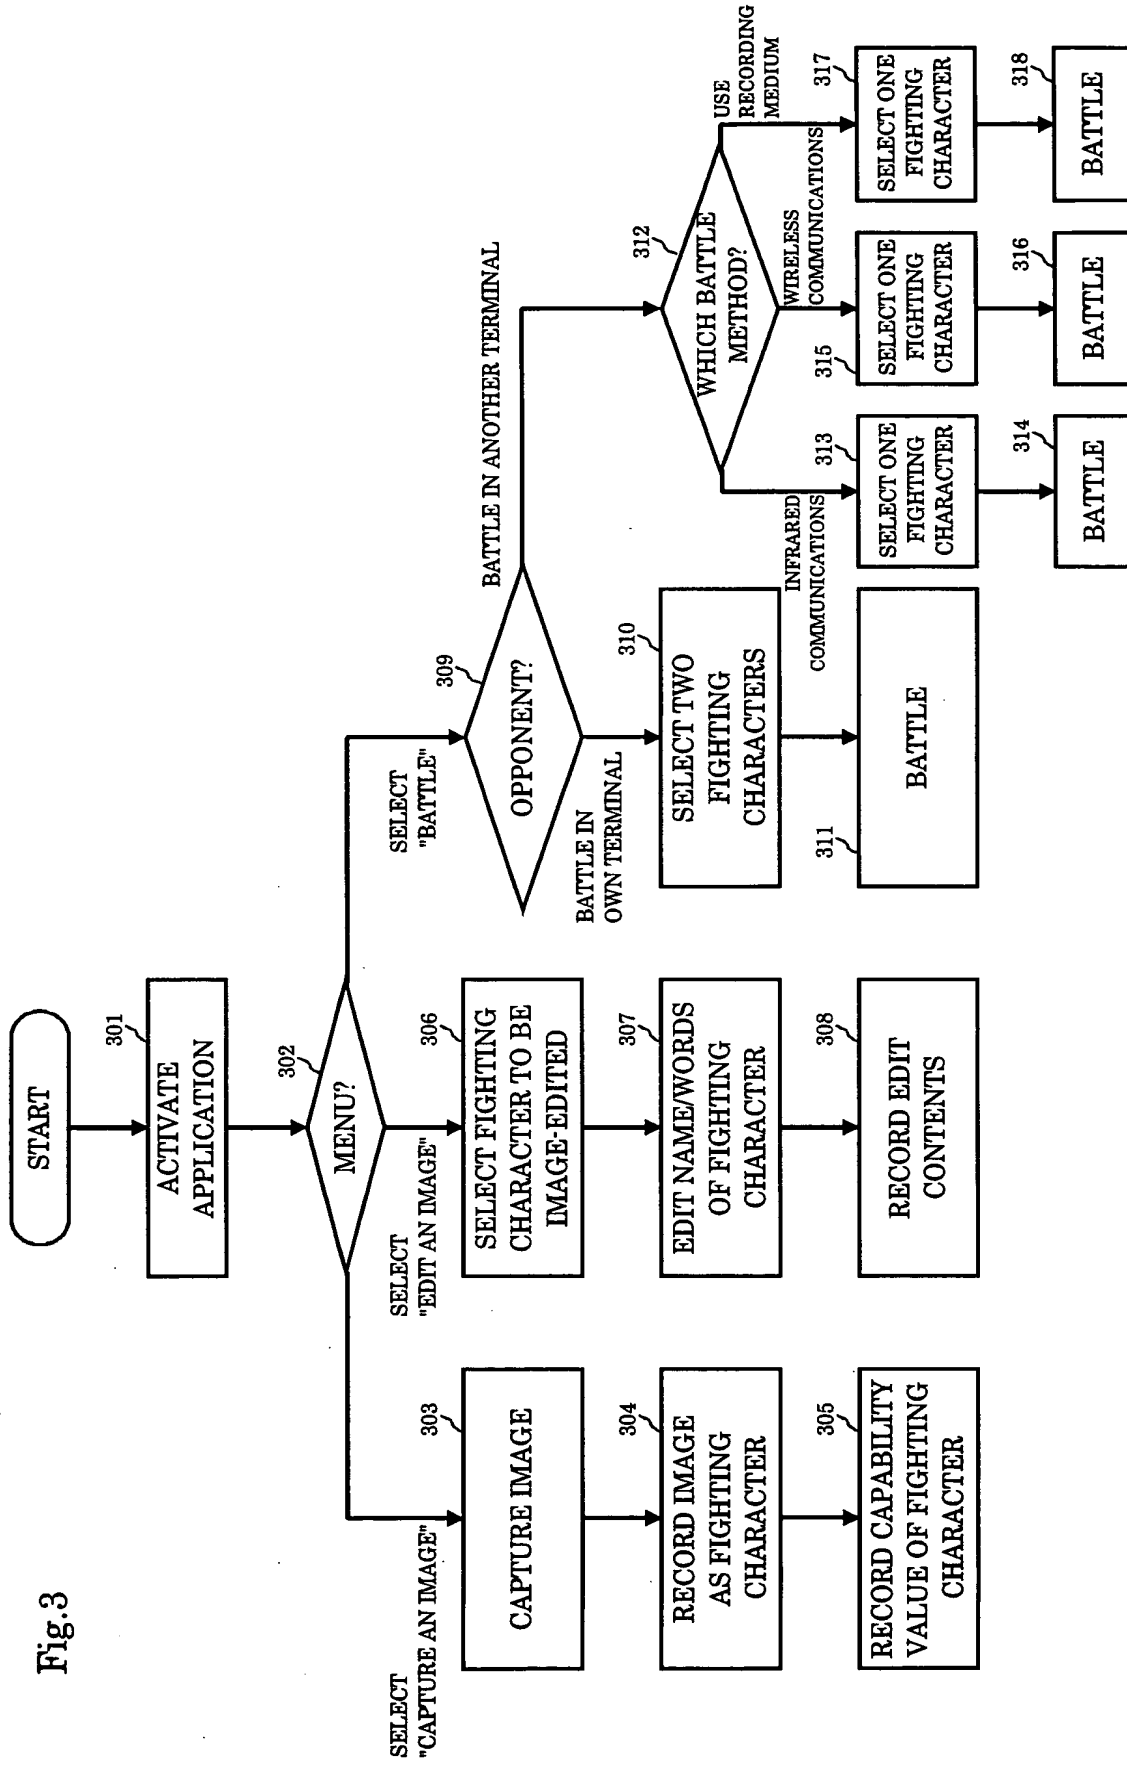 Fig.3
START
301
ACTIVATE
APPLICATION
302
MENU?
SELECT
"CAPTURE AN IMAGE"
303
CAPTURE IMAGE
304
RECORD IMAGE
AS FIGHTING
CHARACTER
305
RECORD CAPABILITY
VALUE OF FIGHTING
CHARACTER
SELECT
"EDIT AN IMAGE"
306
SELECT FIGHTING
CHARACTER TO BE
IMAGE-EDITED
307
EDIT NAME/WORDS
OF FIGHTING
CHARACTER
308
RECORD EDIT
CONTENTS
SELECT
"BATTLE"
309
OPPONENT?
BATTLE IN
OWN TERMINAL
310
SELECT TWO
FIGHTING
CHARACTERS
311
BATTLE
BATTLE IN ANOTHER TERMINAL
312
WHICH BATTLE
METHOD?
INFRARED
COMMUNICATIONS
313
SELECT ONE
FIGHTING
CHARACTER
314
BATTLE
WIRELESS
COMMUNICATIONS
315
SELECT ONE
FIGHTING
CHARACTER
316
BATTLE
USE
RECORDING
MEDIUM
317
SELECT ONE
FIGHTING
CHARACTER
318
BATTLE